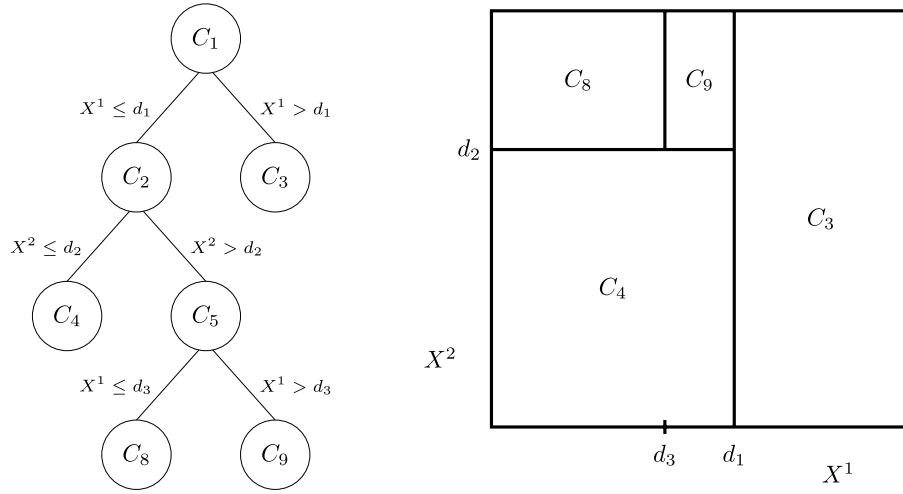 C₁
X¹ ≤ d₁ X¹ > d₁
C₂ C₃
X² ≤ d₂ X² > d₂
C₄ C₅
X¹ ≤ d₃ X¹ > d₃
C₈ C₉
C₈ C₉
d₂
C₃
C₄
X²
d₃ d₁
X¹